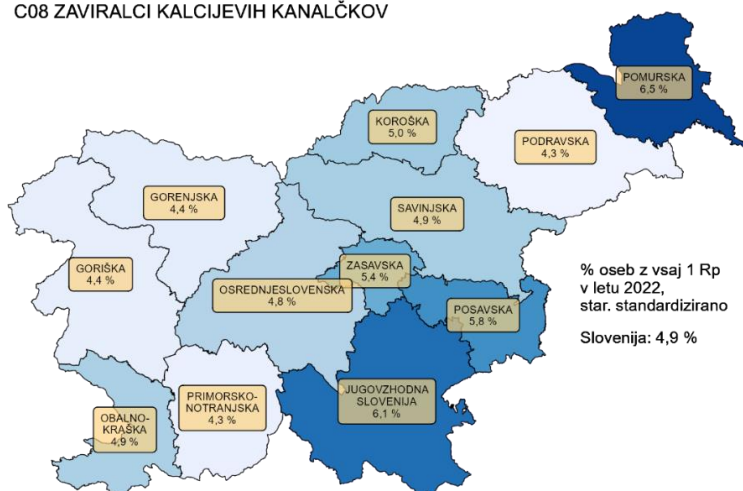 C08 ZAVIRALCI KALCIJEVIH KANALČKOV
POMURSKA
6,5 %
KOROŠKA
5,0 %
PODRAVSKA
4,3 %
GORENJSKA
4,4 %
SAVINJSKA
4,9 %
GORIŠKA
4,4 %
ZASAVSKA
5,4 %
OSREDNJESLOVENSKA
4,8 %
POSAVSKA
5,8 %
% oseb z vsaj 1 Rp
v letu 2022,
star. standardizirano
Slovenija: 4,9 %
JUGOVZHODNA
SLOVENIJA
6,1 %
PRIMORSKO-
NOTRANJSKA
4,3 %
OBALNO-
KRAŠKA
4,9 %